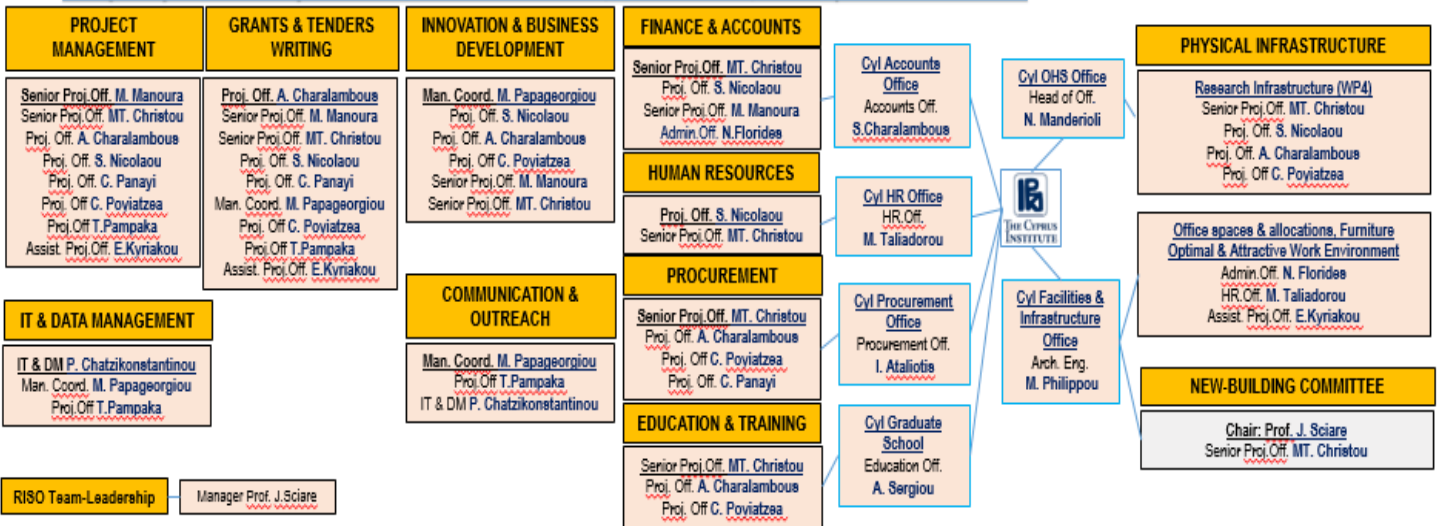 PROJECT
MANAGEMENT
Senior Proj.Off. M. Manoura
Senior Proj.Off. MT. Christou
Proj. Off. A. Charalambous
Proj. Off. S. Nicolaou
Proj. Off. C. Panayi
Proj. Off C. Poviatzea
Proj.Off T.Pampaka
Assist. Proj.Off. E.Kyriakou
GRANTS & TENDERS
WRITING
Proj. Off. A. Charalambous
Senior Proj.Off. M. Manoura
Senior Proj.Off. MT. Christou
Proj. Off. S. Nicolaou
Proj. Off. C. Panayi
Man. Coord. M. Papageorgiou
Proj. Off C. Poviatzea
Proj.Off T.Pampaka
Assist. Proj.Off. E.Kyriakou
INNOVATION & BUSINESS
DEVELOPMENT
Man. Coord. M. Papageorgiou
Proj. Off. S. Nicolaou
Proj. Off. A. Charalambous
Proj. Off C. Poviatzea
Senior Proj.Off. M. Manoura
Senior Proj.Off. MT. Christou
IT & DATA MANAGEMENT
IT & DM P. Chatzikonstantinou
Man. Coord. M. Papageorgiou
Proj.Off T.Pampaka
COMMUNICATION &
OUTREACH
Man. Coord. M. Papageorgiou
Proj.Off T.Pampaka
IT & DM P. Chatzikonstantinou
RISO Team-Leadership
Manager Prof. J.Sciare
FINANCE & ACCOUNTS
Senior Proj.Off. MT. Christou
Proj. Off. S. Nicolaou
Senior Proj.Off. M. Manoura
Admin.Off. N.Florides
HUMAN RESOURCES
Proj. Off. S. Nicolaou
Senior Proj.Off. MT. Christou
PROCUREMENT
Senior Proj.Off. MT. Christou
Proj. Off. A. Charalambous
Proj. Off C. Poviatzea
Proj. Off. C. Panayi
EDUCATION & TRAINING
Senior Proj.Off. MT. Christou
Proj. Off. A. Charalambous
Proj. Off C. Poviatzea
CyI Accounts
Office
Accounts Off.
S.Charalambous
CyI HR Office
HR.Off.
M. Taliadorou
CyI Procurement
Office
Procurement Off.
I. Ataliotis
CyI Graduate
School
Education Off.
A. Sergiou
CyI OHS Office
Head of Off.
N. Manderioli
THE CYPRUS
INSTITUTE
CyI Facilities &
Infrastructure
Office
Arch. Eng.
M. Philippou
PHYSICAL INFRASTRUCTURE
Research Infrastructure (WP4)
Senior Proj.Off. MT. Christou
Proj. Off. S. Nicolaou
Proj. Off. A. Charalambous
Proj. Off C. Poviatzea
Office spaces & allocations, Furniture
Optimal & Attractive Work Environment
Admin.Off. N. Florides
HR.Off. M. Taliadorou
Assist. Proj.Off. E.Kyriakou
NEW-BUILDING COMMITTEE
Chair: Prof. J. Sciare
Senior Proj.Off. MT. Christou